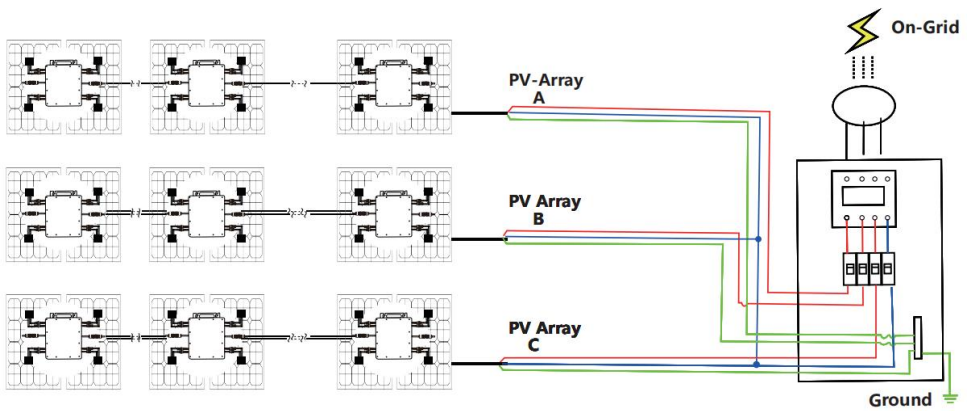 On-Grid
PV-Array
A
PV Array
B
PV Array
C
Ground